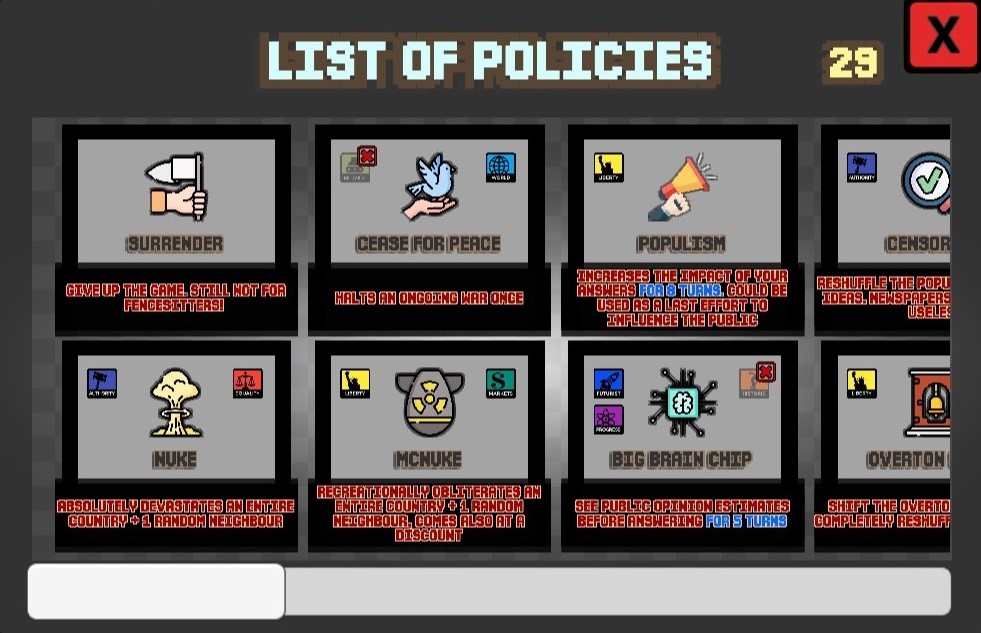 LIST OF POLICIES
29
X
MILITARY
WORLD
LIBERTY
AUTHORITY
SURRENDER
CEASE FOR PEACE
POPULISM
CENSOR
GIVE UP THE GAME. STILL NOT FOR
FENCESITTERS!
HALTS AN ONGOING WAR ONCE
INCREASES THE IMPACT OF YOUR
ANSWERS FOR 8 TURNS. COULD BE
USED AS A LAST EFFORT TO
INFLUENCE THE PUBLIC
RESHUFFLE THE POPU
IDEAS. NEWSPAPERS
USELES
AUTHORITY
EQUALITY
LIBERTY
MARKETS
FUTURIST
HISTORIC
PROGRESS
LIBERTY
NUKE
MCNUKE
BIG BRAIN CHIP
OVERTON
ABSOLUTELY DEVASTATES AN ENTIRE
COUNTRY + 1 RANDOM NEIGHBOUR
RECREATIONALLY OBLITERATES AN
ENTIRE COUNTRY + 1 RANDOM
NEIGHBOUR, COMES ALSO AT A
DISCOUNT
SEE PUBLIC OPINION ESTIMATES
BEFORE ANSWERING FOR 5 TURNS
SHIFT THE OVERTO
COMPLETELY RESHUFF